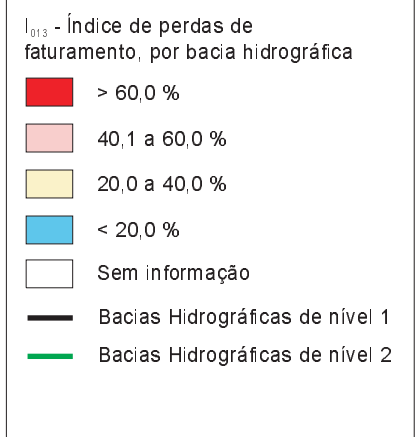 I₀₁₃ - Índice de perdas de
faturamento, por bacia hidrográfica
> 60,0 %
40,1 a 60,0 %
20,0 a 40,0 %
< 20,0 %
Sem informação
Bacias Hidrográficas de nível 1
Bacias Hidrográficas de nível 2